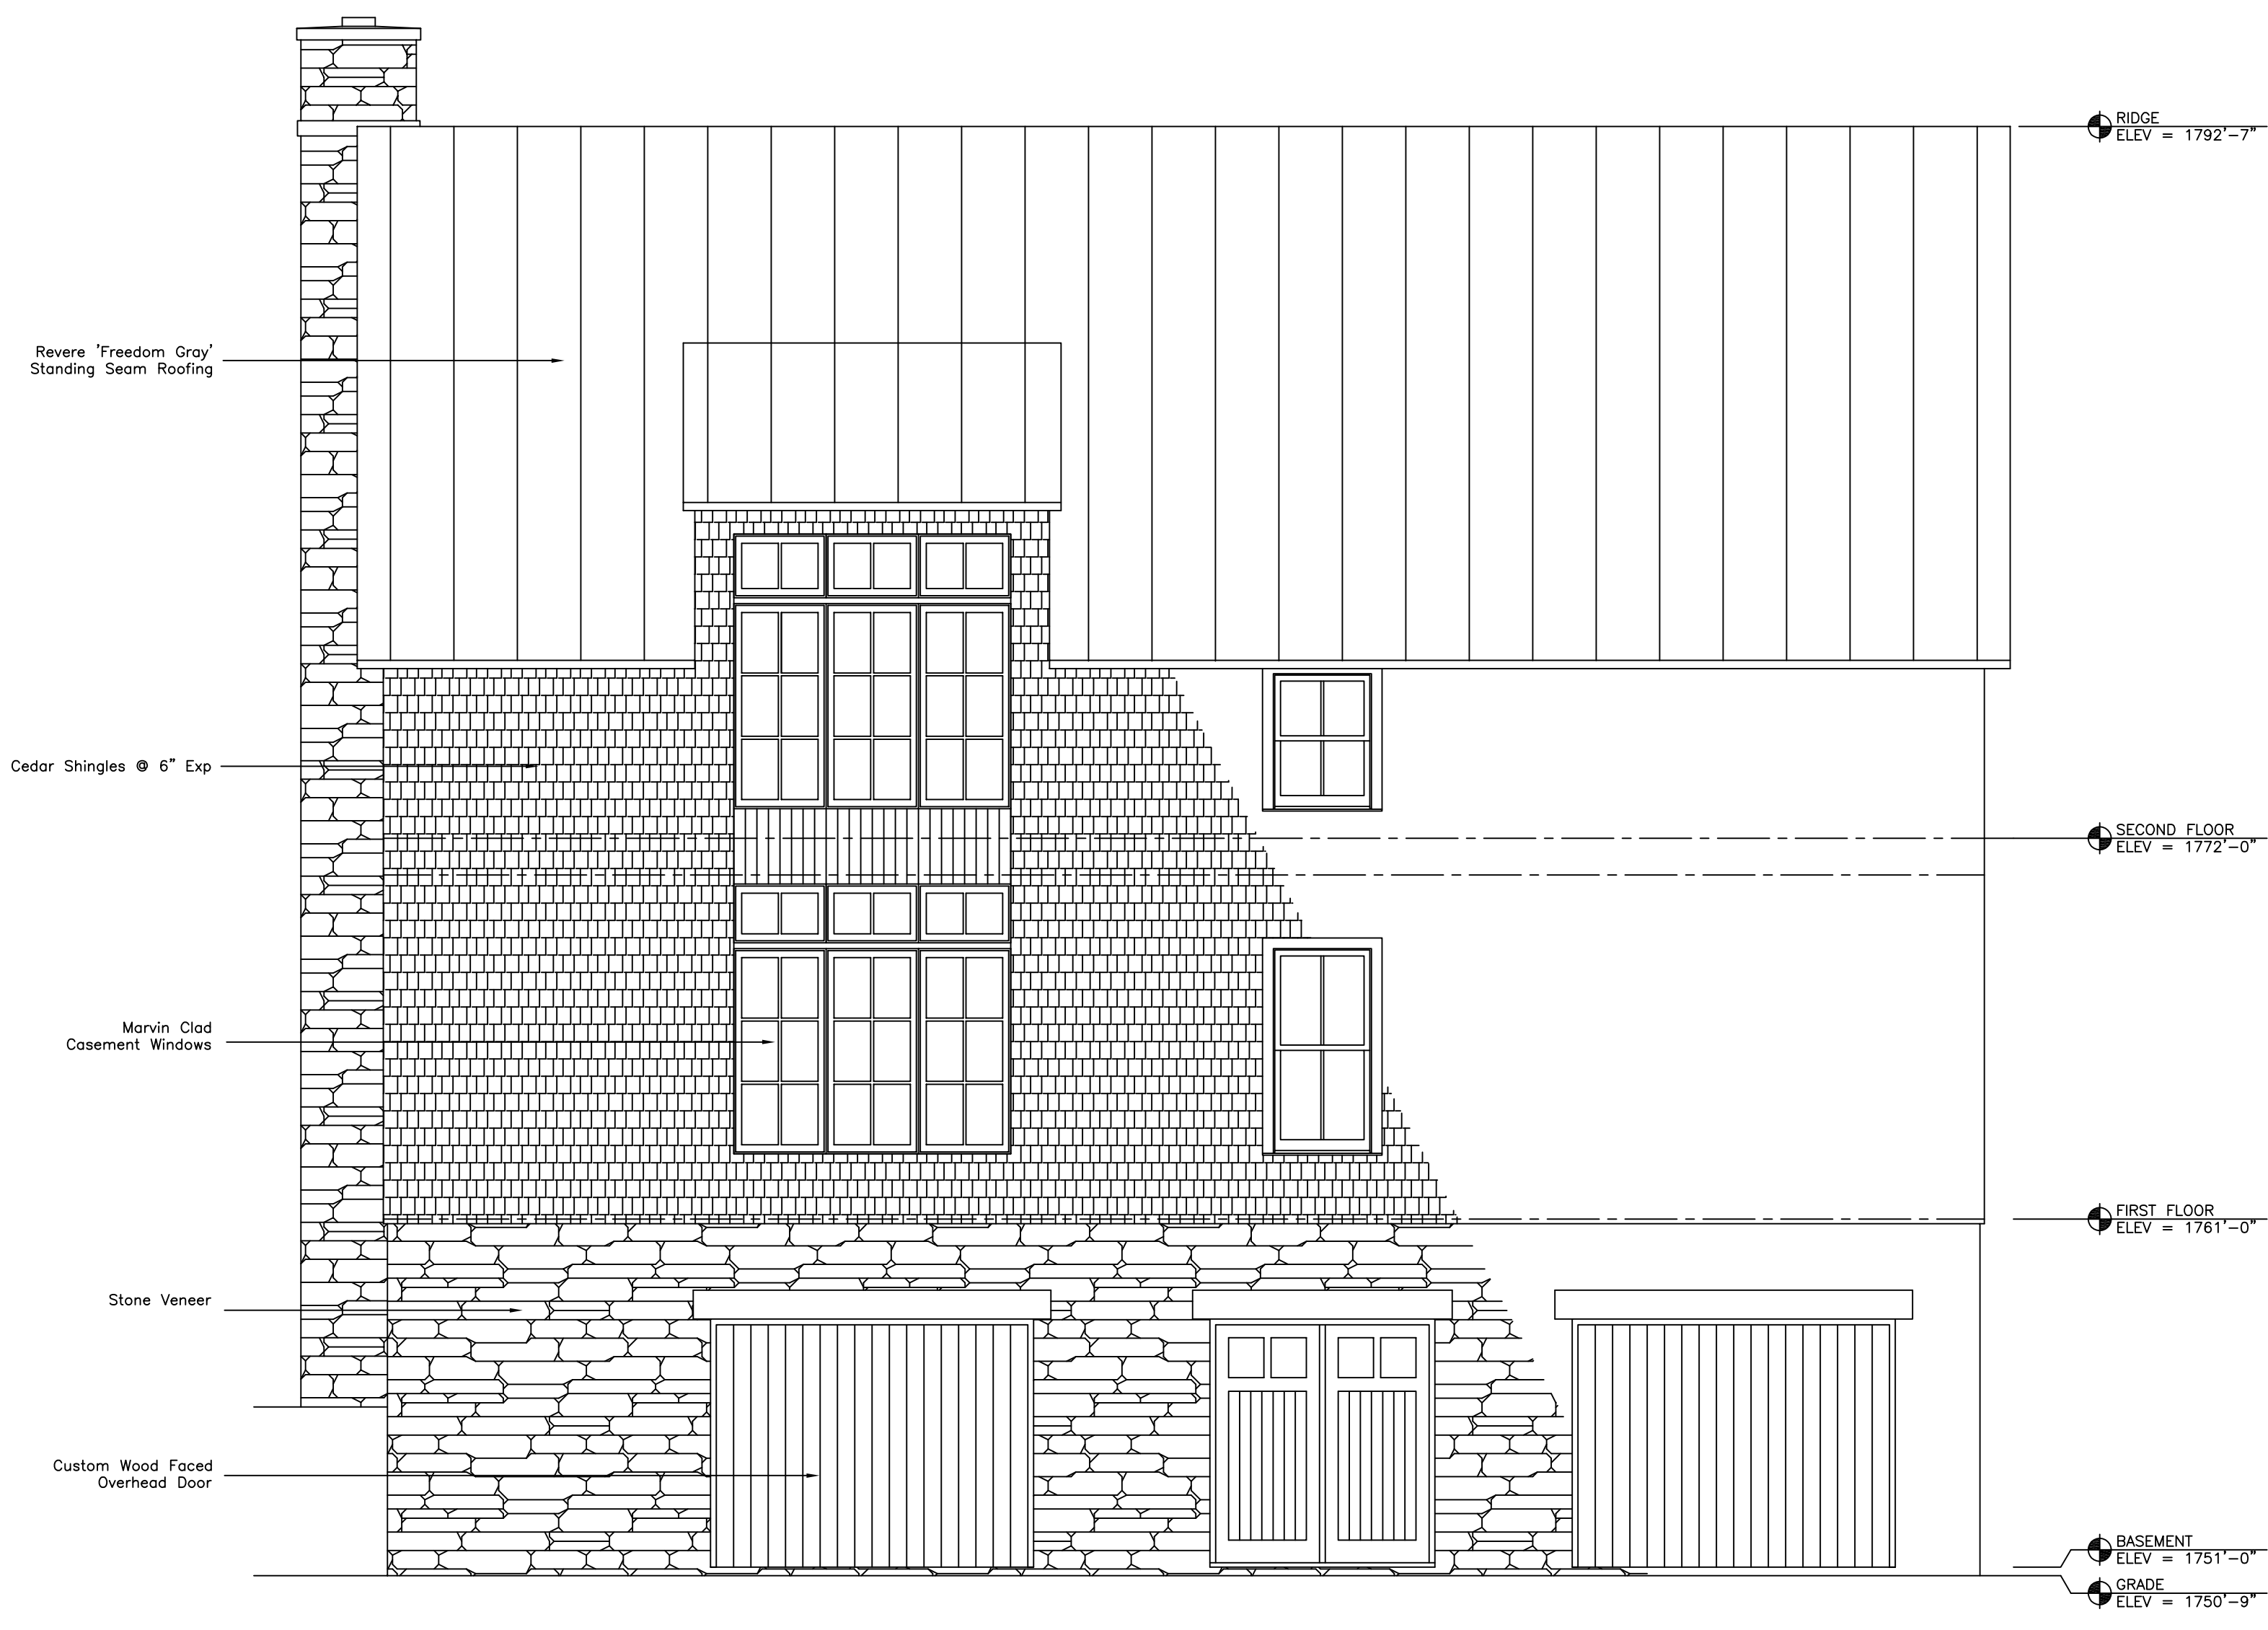 RIDGE
ELEV = 1792'-7"
Revere 'Freedom Gray'
Standing Seam Roofing
Cedar Shingles @ 6" Exp
SECOND FLOOR
ELEV = 1772'-0"
Marvin Clad
Casement Windows
FIRST FLOOR
ELEV = 1761'-0"
Stone Veneer
Custom Wood Faced
Overhead Door
BASEMENT
ELEV = 1751'-0"
GRADE
ELEV = 1750'-9"